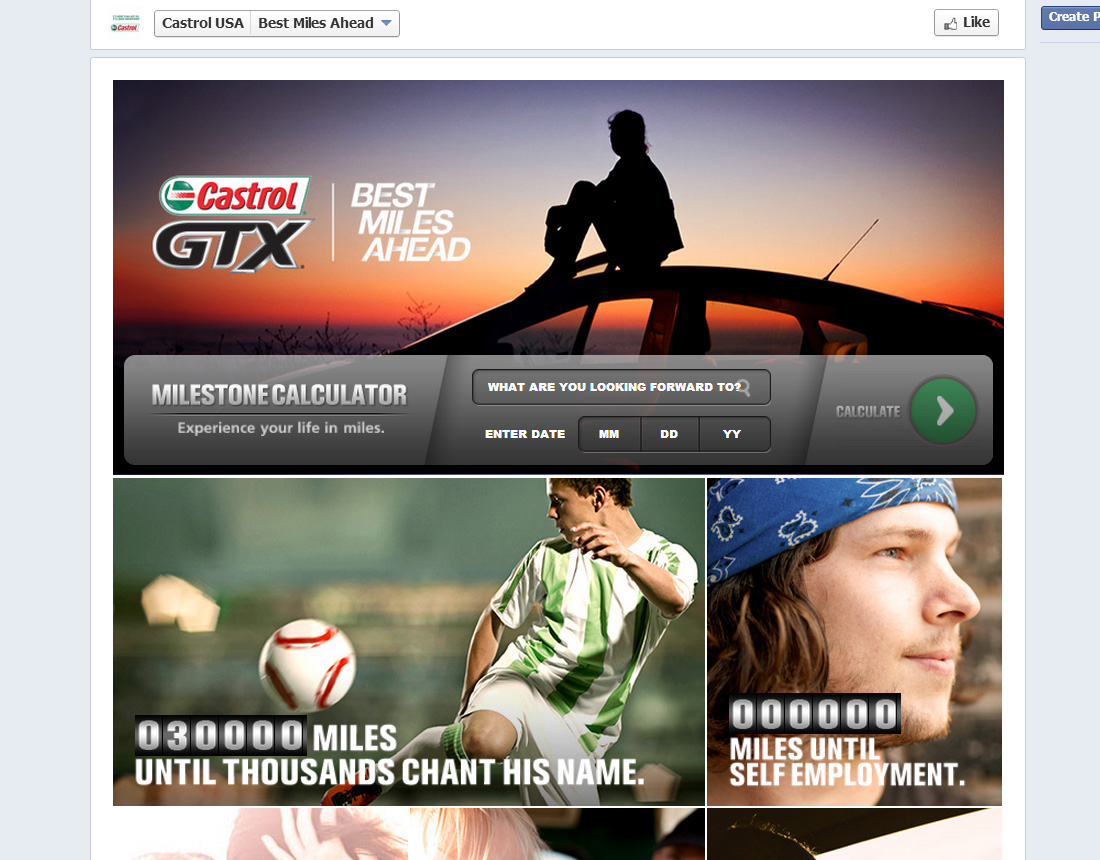 Castrol USA Best Miles Ahead
Like
Create P
Castrol
GTX
BEST
MILES
AHEAD
MILESTONE CALCULATOR
Experience your life in miles.
WHAT ARE YOU LOOKING FORWARD TO?
ENTER DATE MM DD YY
CALCULATE
030000 MILES
UNTIL THOUSANDS CHANT HIS NAME.
000000
MILES UNTIL
SELF EMPLOYMENT.